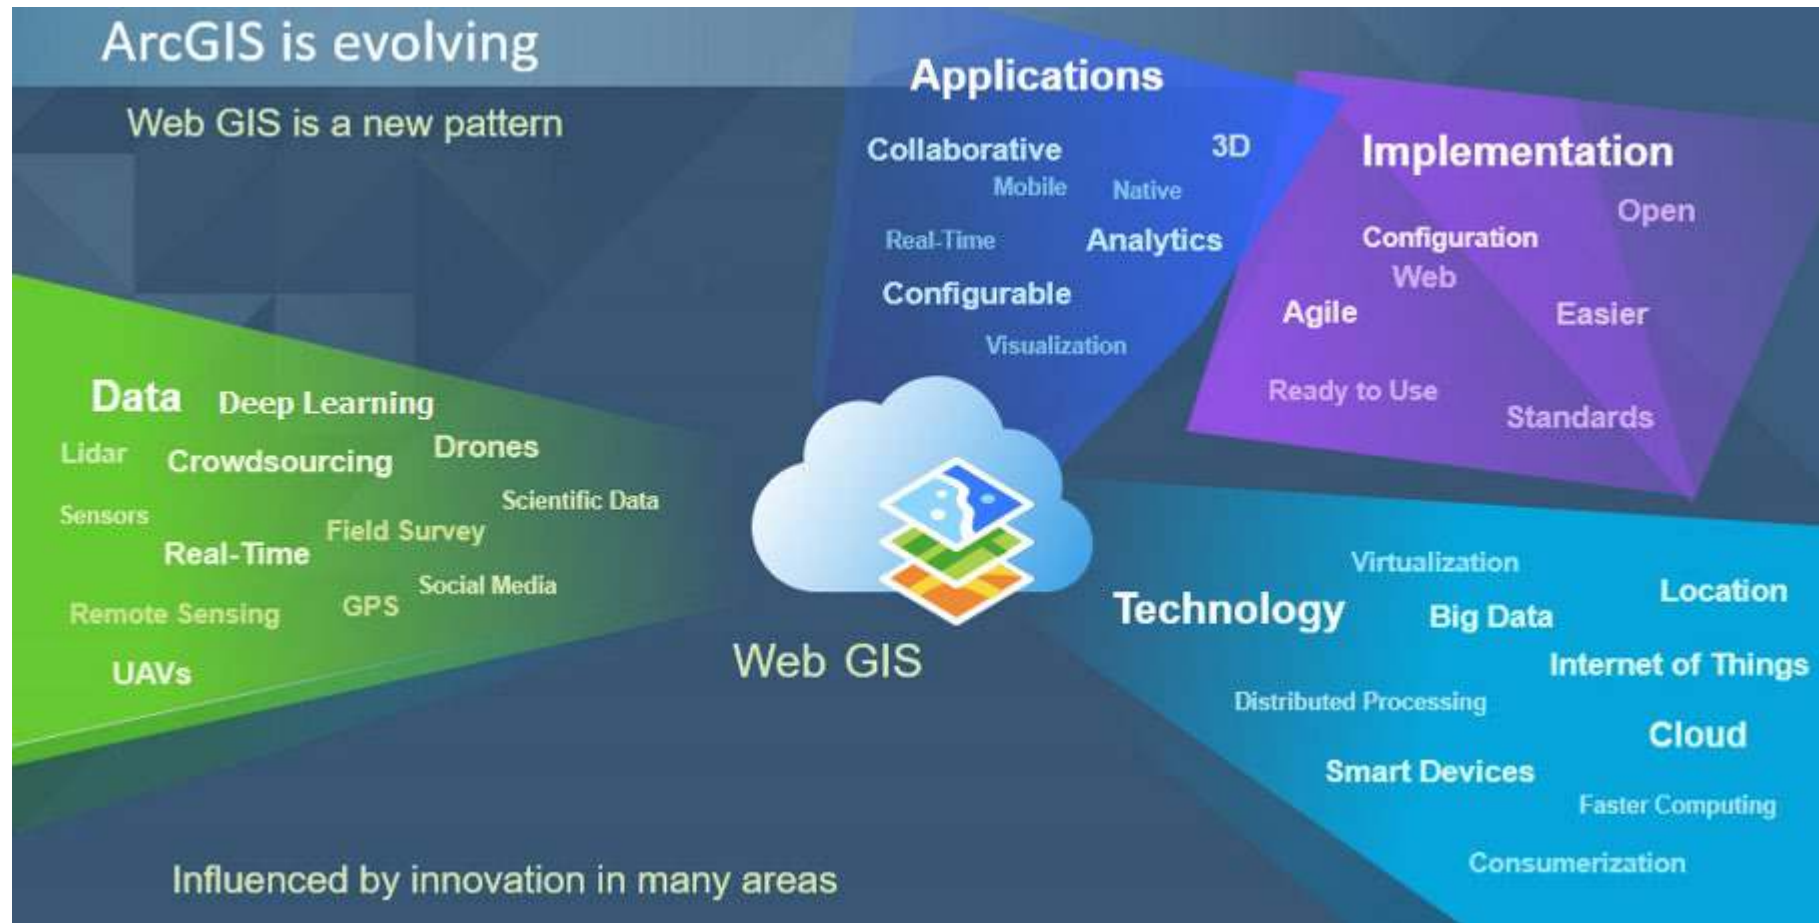 ArcGIS is evolving
Web GIS is a new pattern
Applications
Collaborative
3D
Mobile
Native
Real-Time
Analytics
Configurable
Visualization
Implementation
Open
Configuration
Web
Agile
Easier
Ready to Use
Standards
Data
Deep Learning
Lidar
Crowdsourcing
Drones
Sensors
Scientific Data
Field Survey
Real-Time
Social Media
Remote Sensing
GPS
UAVs
Web GIS
Technology
Virtualization
Location
Big Data
Internet of Things
Distributed Processing
Cloud
Smart Devices
Faster Computing
Consumerization
Influenced by innovation in many areas